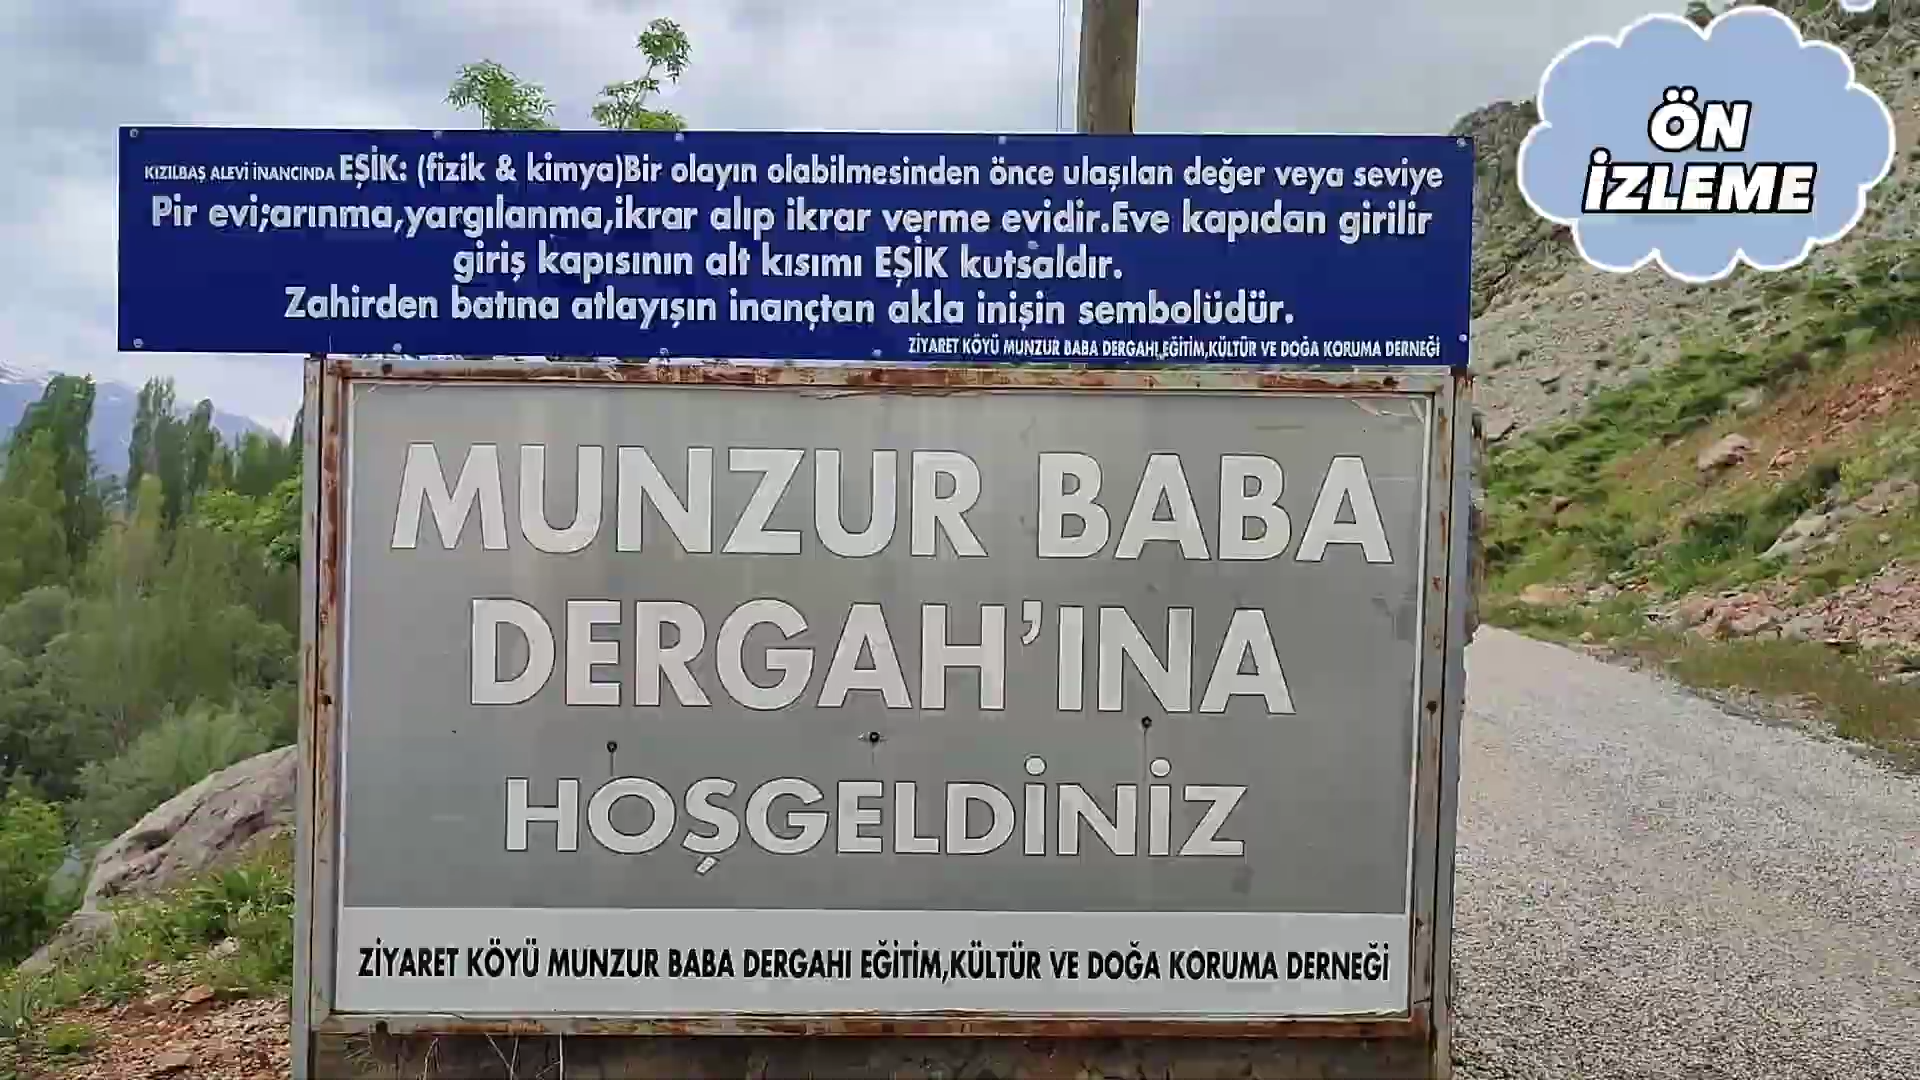 KIZILBAŞ ALEVİ İNANCINDA EŞİK: (fizik & kimya)Bir olayın olabilmesinden önce ulaşılan değer veya seviye
Pir evi;arınma,yargılanma,ikrar alıp ikrar verme evidir.Eve kapıdan girilir
giriş kapısının alt kısımı EŞİK kutsaldır.
Zahirden batına atlayışın inançtan akla inişin sembolüdür.
ZİYARET KÖYÜ MUNZUR BABA DERGAHI,EĞİTİM,KÜLTÜR VE DOĞA KORUMA DERNEĞİ
ÖN
İZLEME
MUNZUR BABA
DERGAH'INA
HOŞGELDİNİZ
ZİYARET KÖYÜ MUNZUR BABA DERGAHI EĞİTİM,KÜLTÜR VE DOĞA KORUMA DERNEĞİ